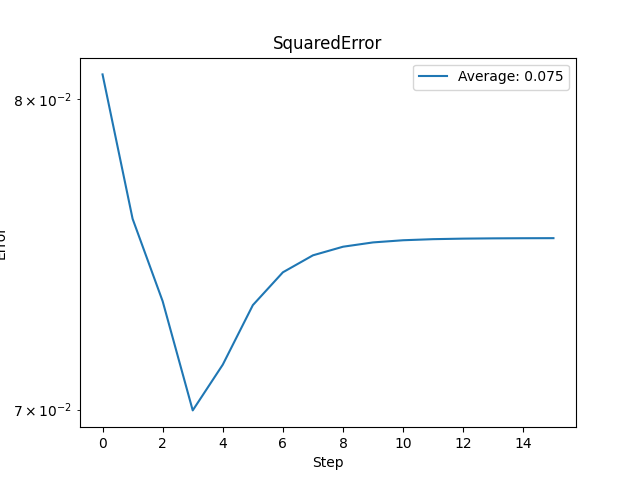 SquaredError
Average: 0.075
8 × 10⁻²
7 × 10⁻²
Error
0 2 4 6 8 10 12 14
Step